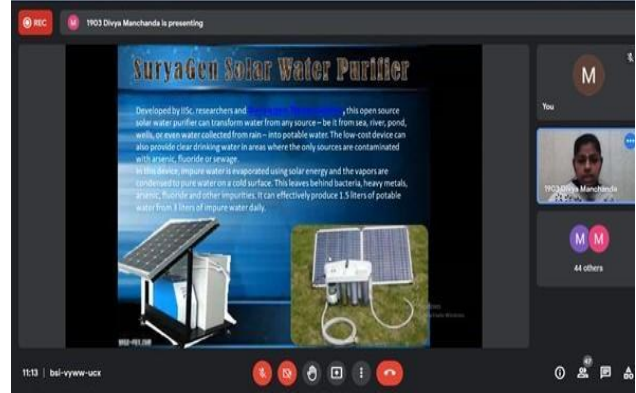 REC
M
1903 Divya Manchanda is presenting
SuryaGen Solar Water Purifier
Developed by IISc. researchers and , this open source
solar water purifier can transform water from any source – be it from sea, river, pond,
wells, or even water collected from rain – into potable water. The low-cost device can
also provide clear drinking water in areas where the only sources are contaminated
with arsenic, fluoride or sewage.
In this device, impure water is evaporated using solar energy and the vapors are
condensed to pure water on a cold surface. This leaves behind bacteria, heavy metals,
arsenic, fluoride and other impurities. It can effectively produce 1.5 liters of potable
water from 3 liters of impure water daily.
M
You
1903 Divya Manchanda
M M
44 others
11:13 | bsi-vyww-ucx
47